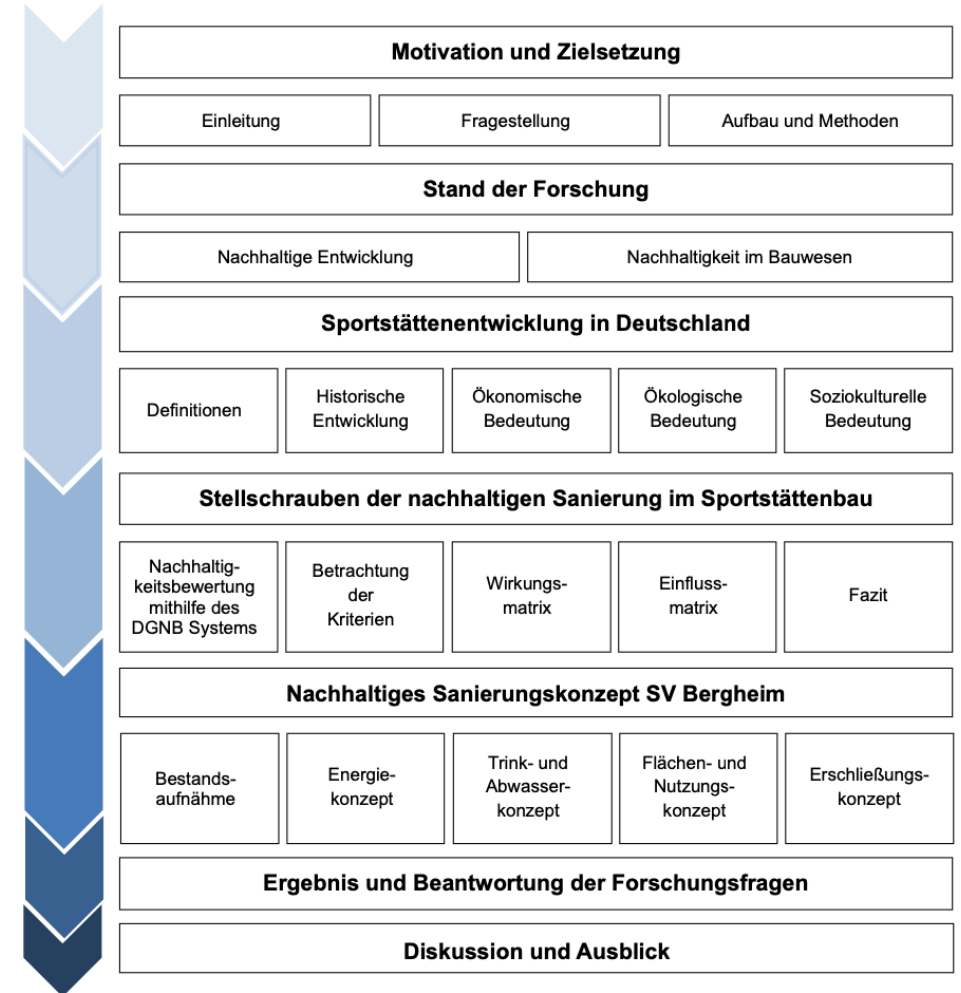 Motivation und Zielsetzung
Einleitung
Fragestellung
Aufbau und Methoden
Stand der Forschung
Nachhaltige Entwicklung
Nachhaltigkeit im Bauwesen
Sportstättenentwicklung in Deutschland
Definitionen
Historische
Entwicklung
Ökonomische
Bedeutung
Ökologische
Bedeutung
Soziokulturelle
Bedeutung
Stellschrauben der nachhaltigen Sanierung im Sportstättenbau
Nachhaltig-
keitsbewertung
mithilfe des
DGNB Systems
Betrachtung
der
Kriterien
Wirkungs-
matrix
Einfluss-
matrix
Fazit
Nachhaltiges Sanierungskonzept SV Bergheim
Bestands-
aufnähme
Energie-
konzept
Trink- und
Abwasser-
konzept
Flächen- und
Nutzungs-
konzept
Erschließungs-
konzept
Ergebnis und Beantwortung der Forschungsfragen
Diskussion und Ausblick